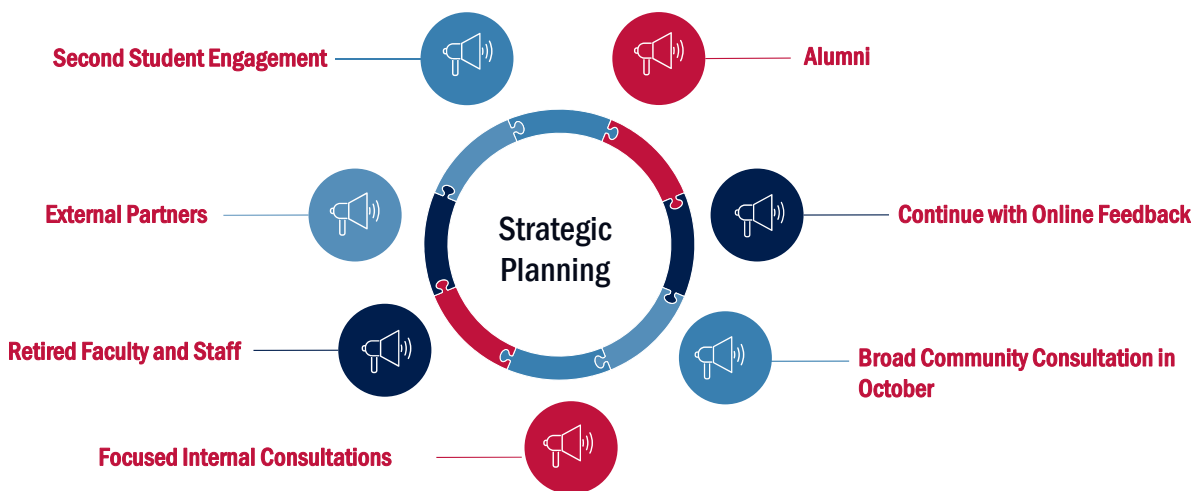 Second Student Engagement
Alumni
External Partners
Strategic
Planning
Continue with Online Feedback
Retired Faculty and Staff
Broad Community Consultation in
October
Focused Internal Consultations